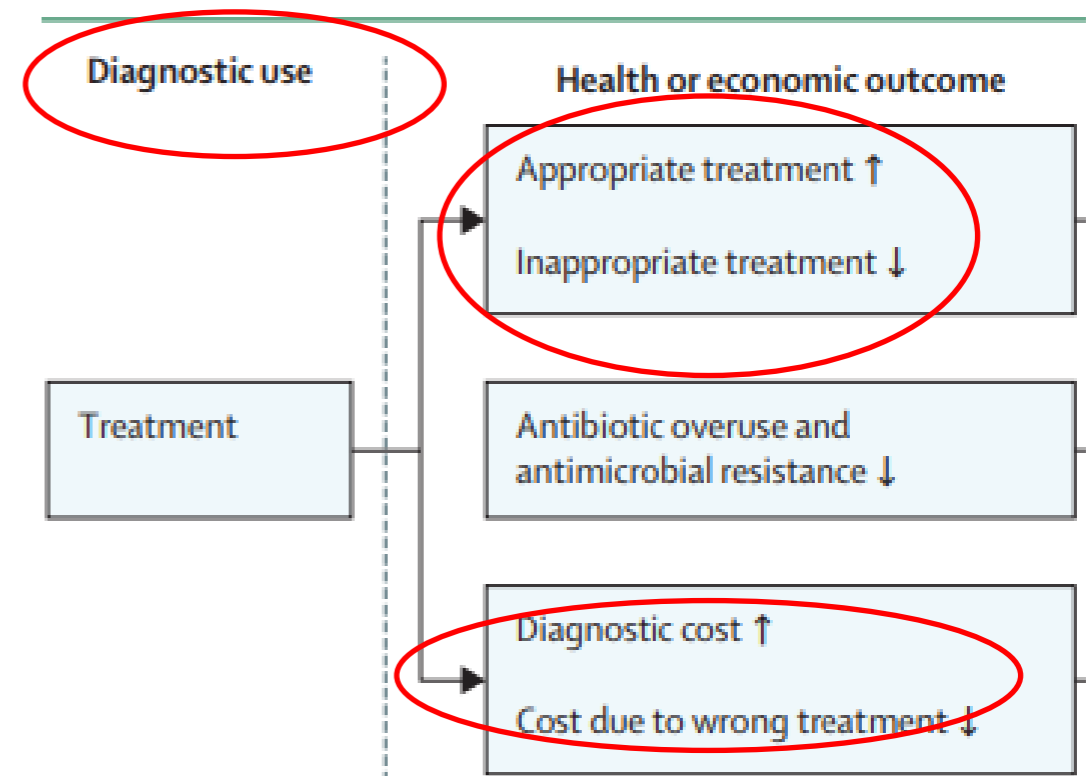 Diagnostic use
Health or economic outcome
Appropriate treatment ↑
Inappropriate treatment ↓
Treatment
Antibiotic overuse and
antimicrobial resistance ↓
Diagnostic cost ↑
Cost due to wrong treatment ↓